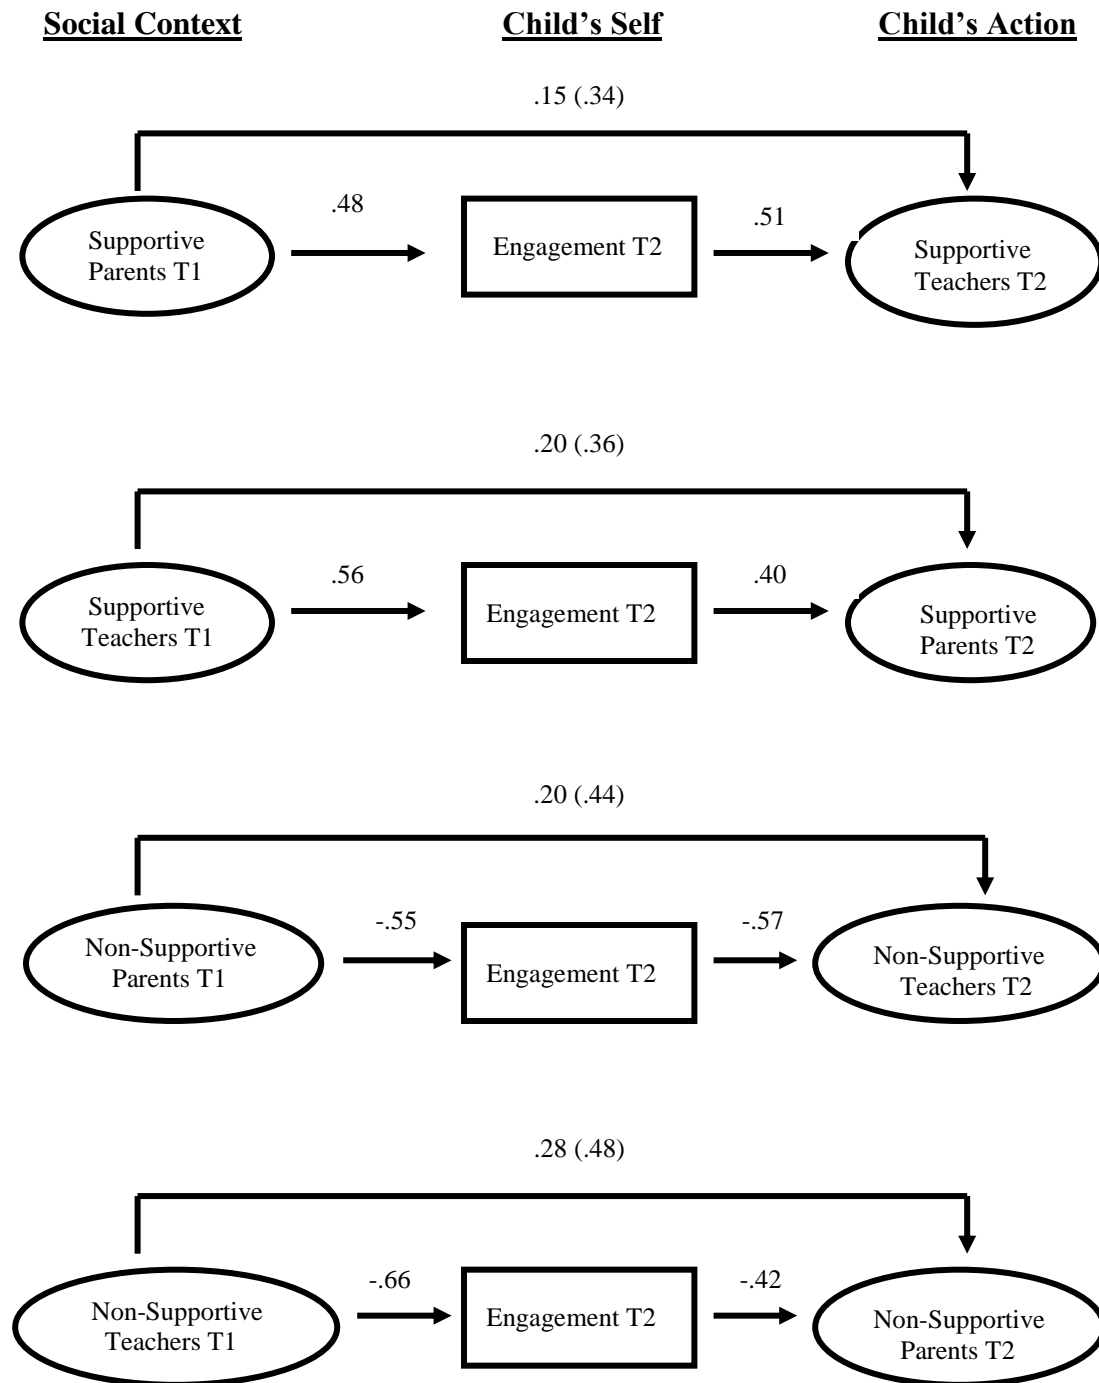 Social Context Child's Self Child's Action
.15 (.34)
.48
.51
Supportive
Parents T1
Engagement T2
Supportive
Teachers T2
.20 (.36)
.56
.40
Supportive
Teachers T1
Engagement T2
Supportive
Parents T2
.20 (.44)
-.55
-.57
Non-Supportive
Parents T1
Engagement T2
Non-Supportive
Teachers T2
.28 (.48)
-.66
-.42
Non-Supportive
Teachers T1
Engagement T2
Non-Supportive
Parents T2